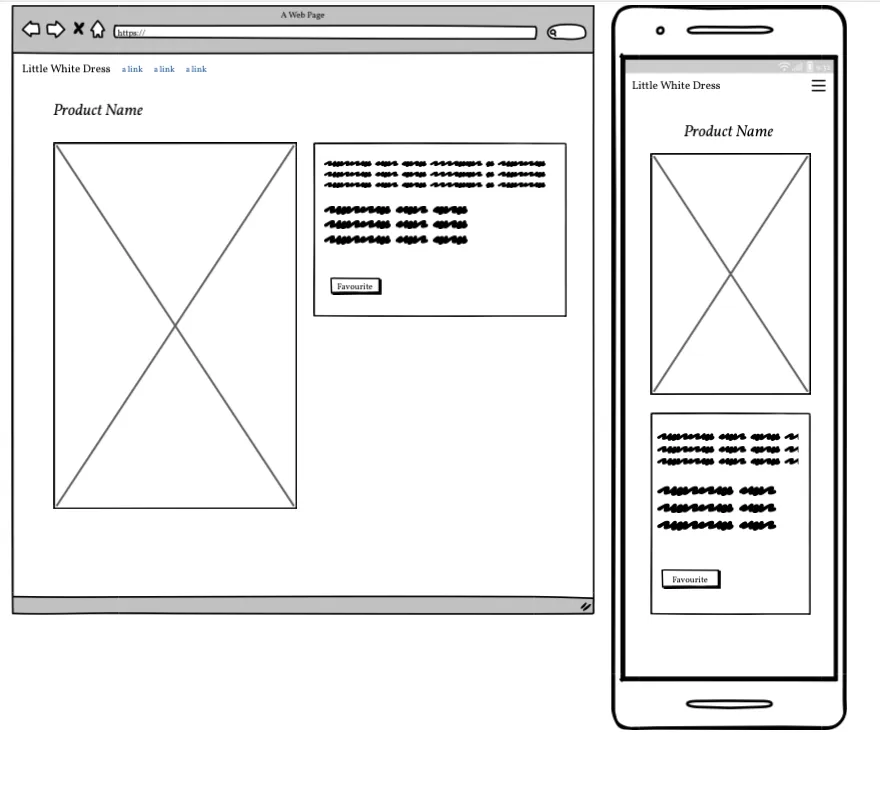 A Web Page
https://
Little White Dress a link a link a link
Product Name
Favourite
Little White Dress
Product Name
Favourite